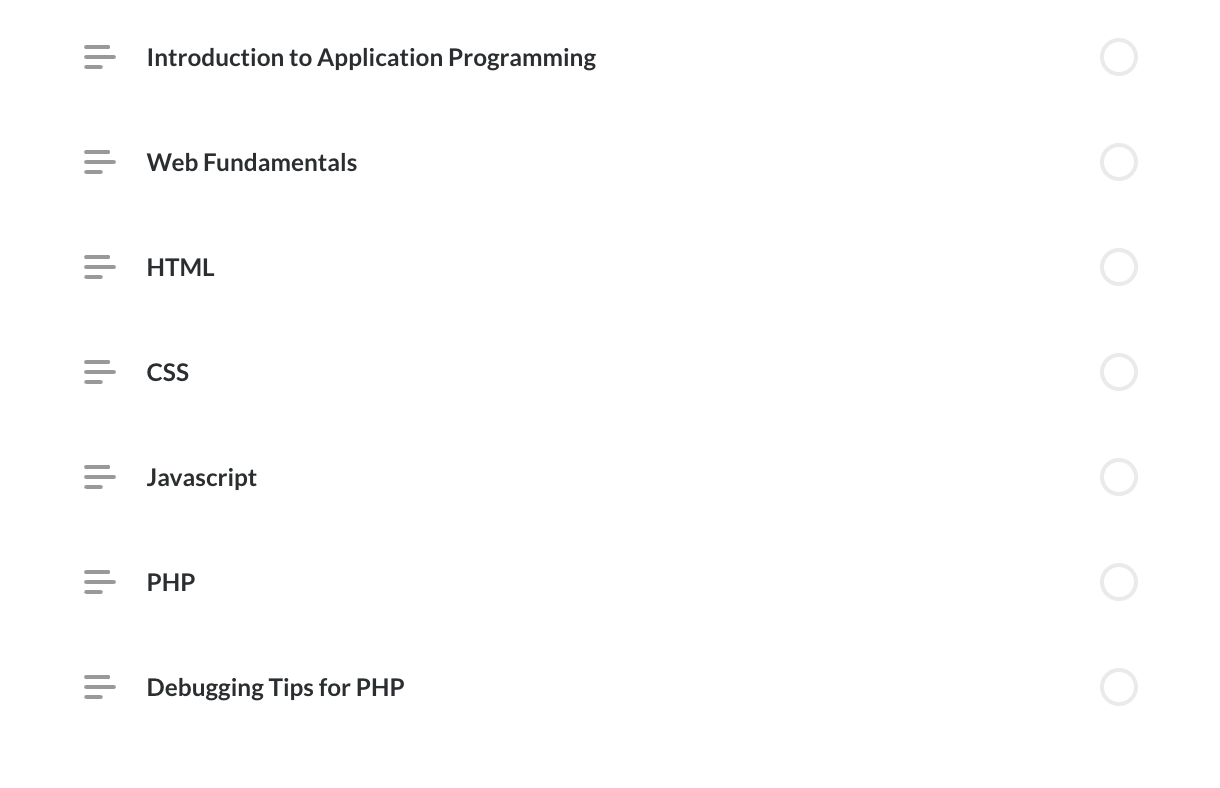 Introduction to Application Programming
Web Fundamentals
HTML
CSS
Javascript
PHP
Debugging Tips for PHP